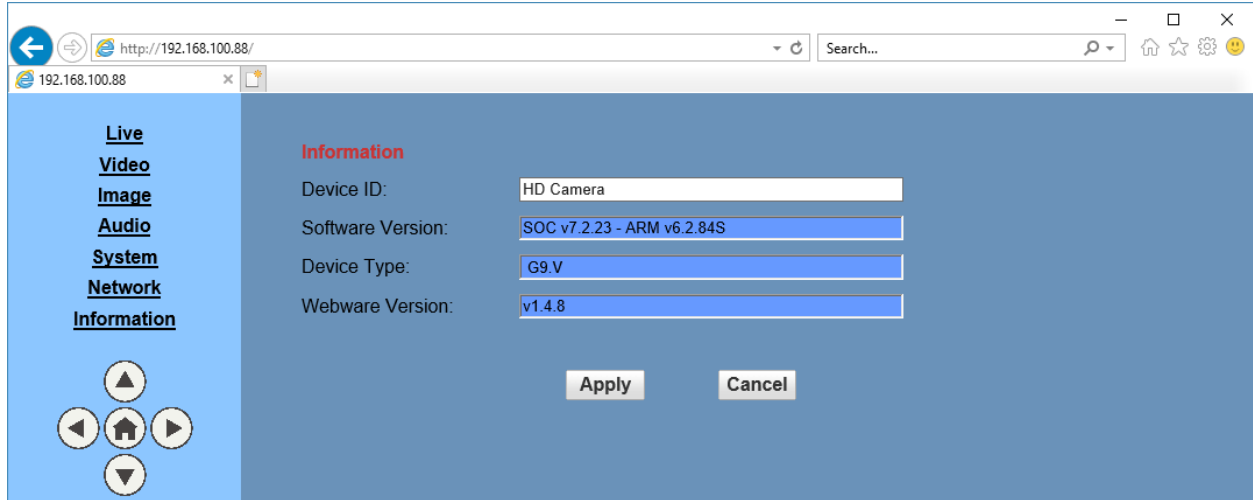 http://192.168.100.88/
Search...
192.168.100.88
Live
Video
Image
Audio
System
Network
Information
Information
Device ID: HD Camera
Software Version: SOC v7.2.23 - ARM v6.2.84S
Device Type: G9.V
Webware Version: v1.4.8
Apply Cancel